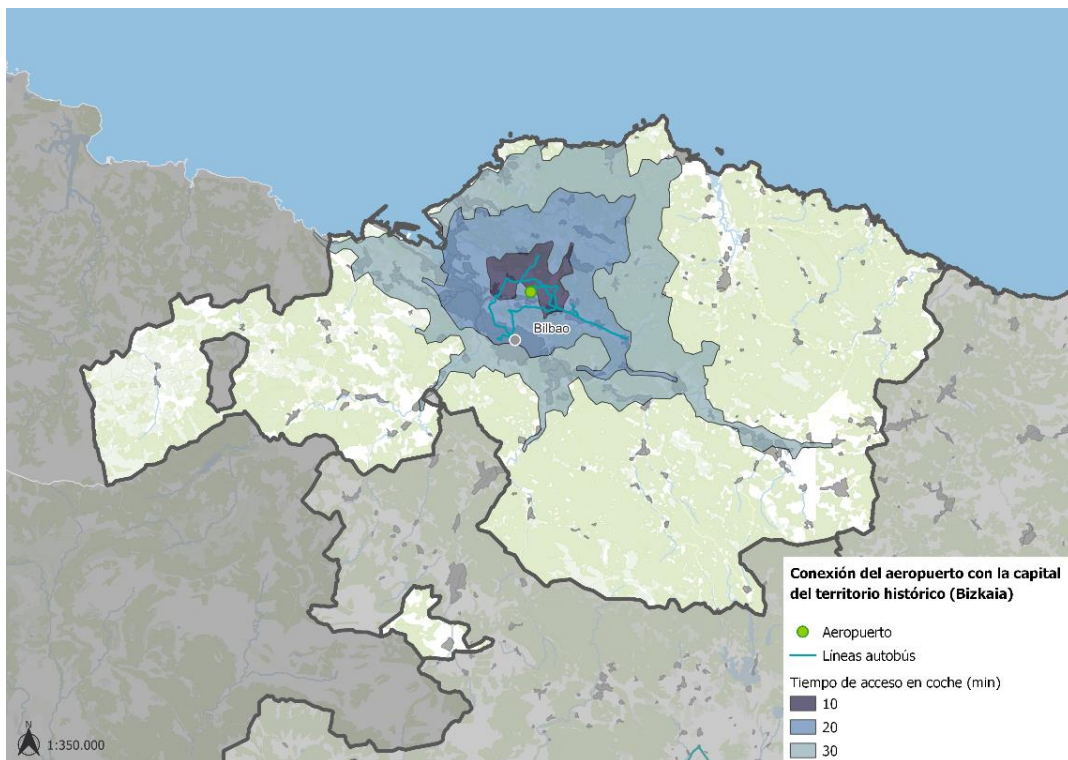 Bilbao
Conexión del aeropuerto con la capital
del territorio histórico (Bizkaia)
Aeropuerto
Líneas autobús
Tiempo de acceso en coche (min)
10
20
30
N
1:350.000